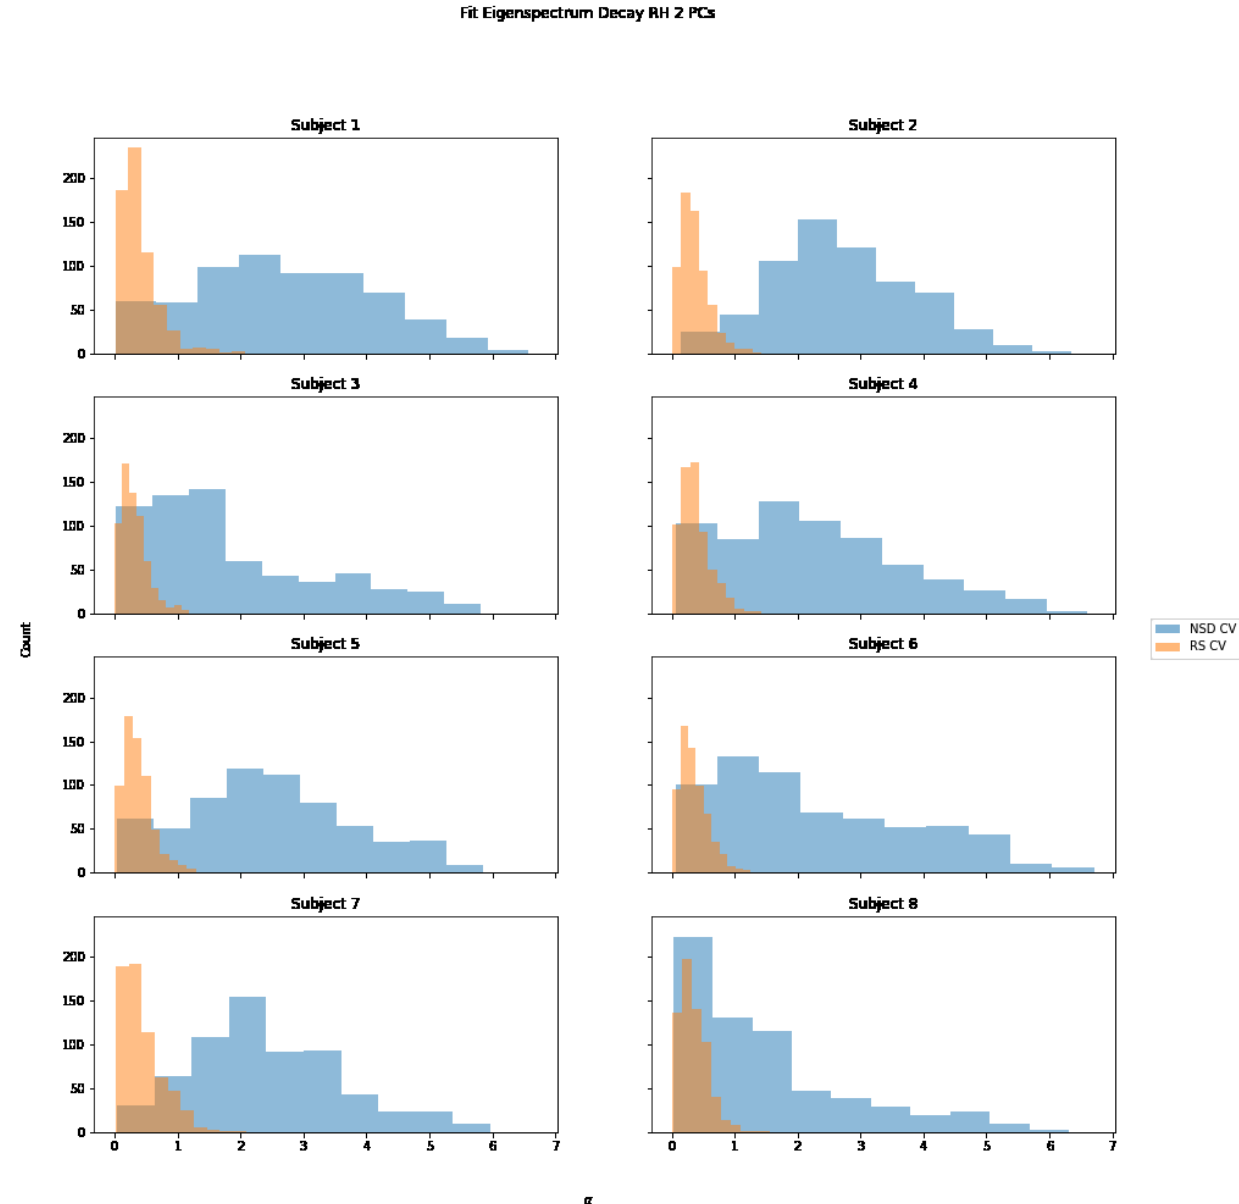 Fit Eigenspectrum Decay RH 2 PCs
Subject 1
Subject 2
200
150
100
50
0
Subject 3
Subject 4
200
150
100
50
0
Count
NSD CV
RS CV
Subject 5
Subject 6
200
150
100
50
0
Subject 7
Subject 8
200
150
100
50
0
0 1 2 3 4 5 6 7
0 1 2 3 4 5 6 7